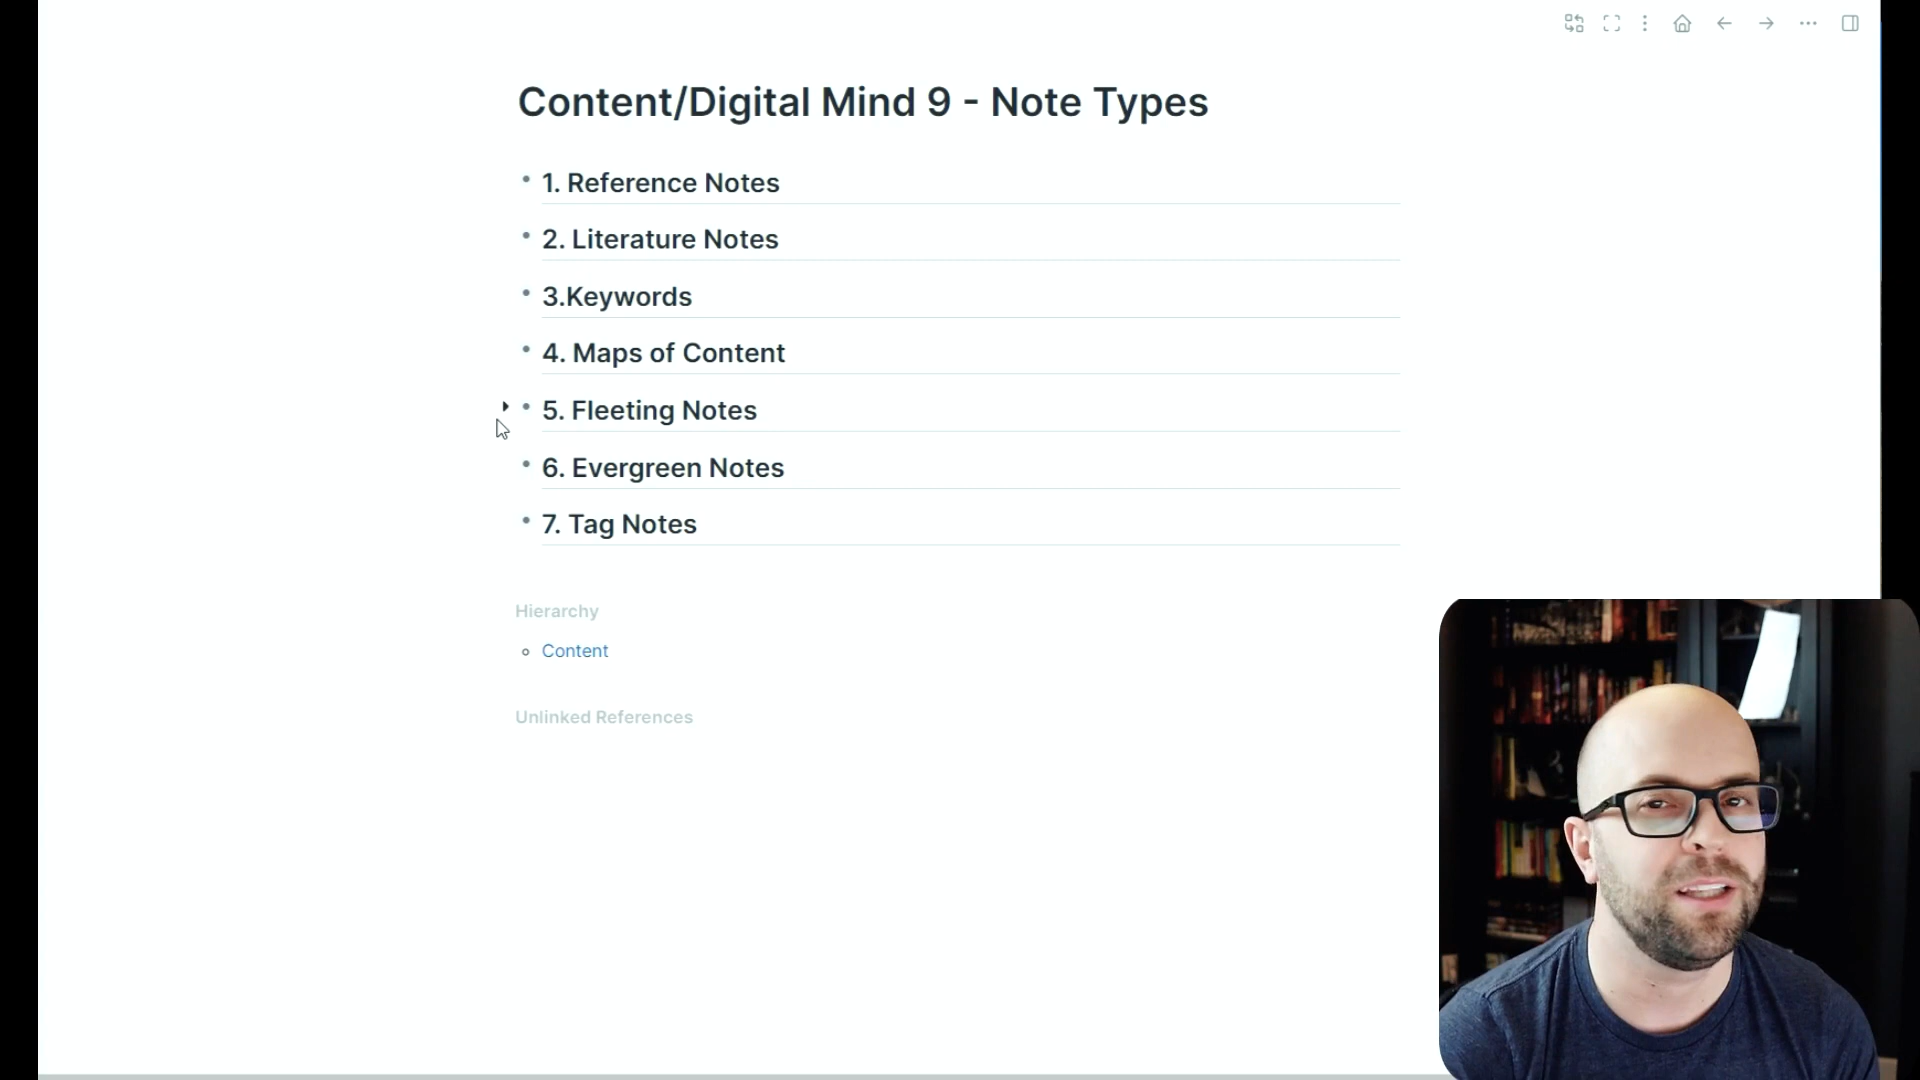 Content/Digital Mind 9 - Note Types
1. Reference Notes
2. Literature Notes
3.Keywords
4. Maps of Content
5. Fleeting Notes
6. Evergreen Notes
7. Tag Notes
Hierarchy
Content
Unlinked References